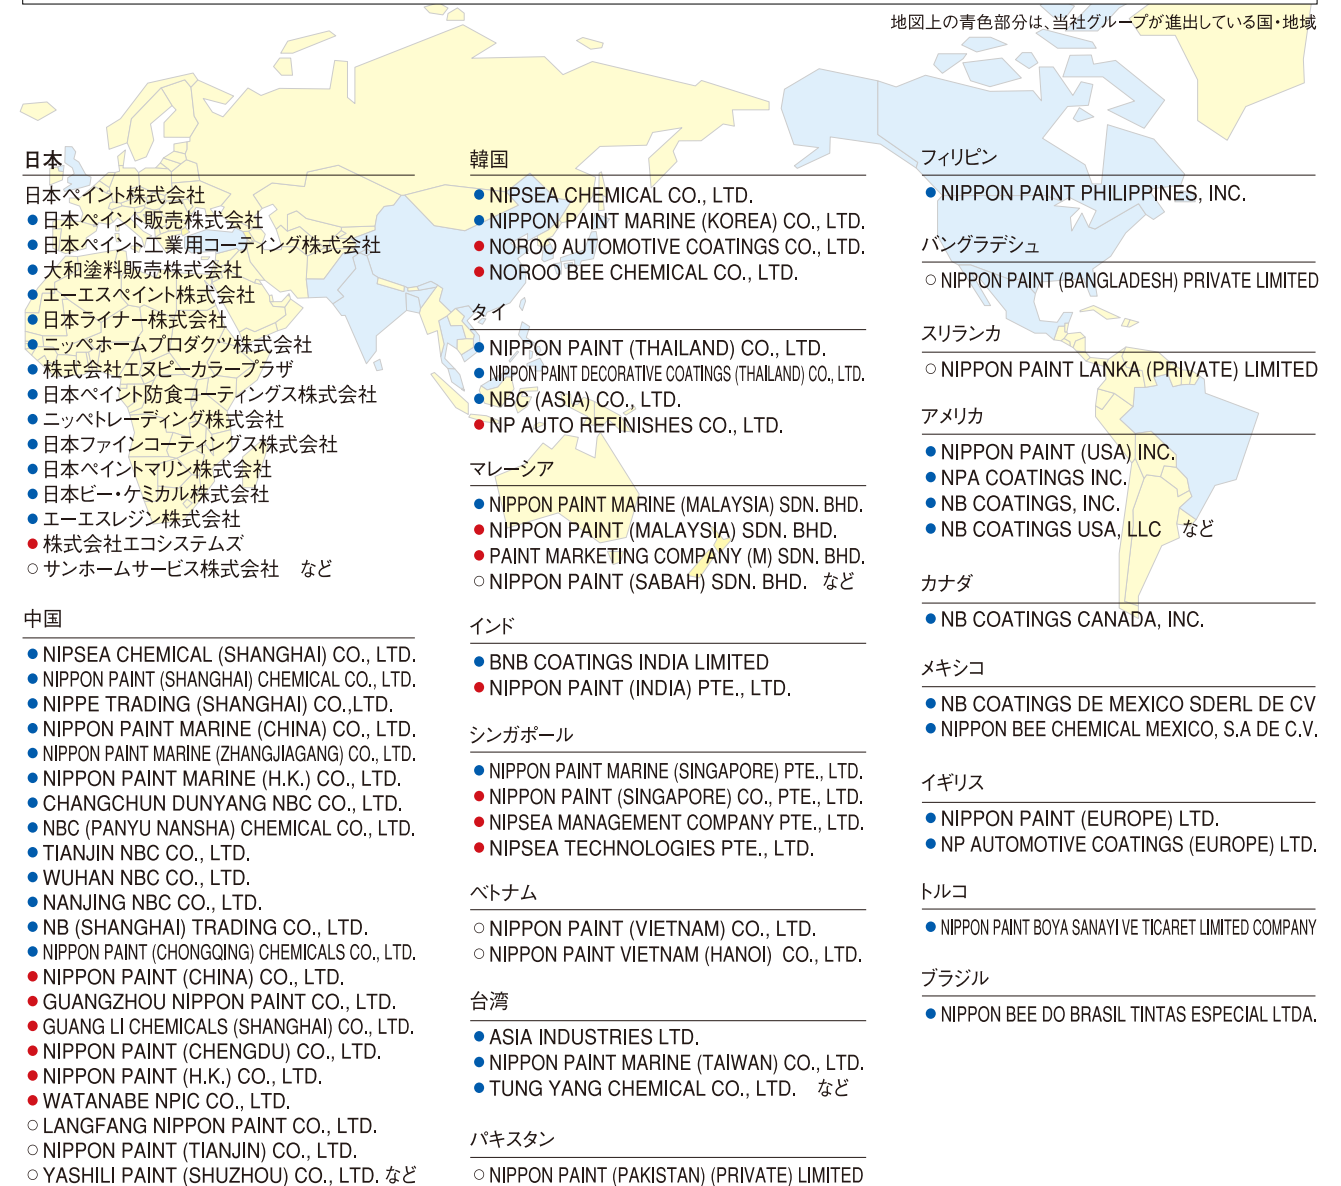 地図上の青色部分は、当社グループが進出している国・地域
日本
日本ペイント株式会社
●日本ペイント販売株式会社
●日本ペイント工業用コーティング株式会社
●大和塗料販売株式会社
●エーエスペイント株式会社
●日本ライナー株式会社
●ニッペホームプロダクツ株式会社
●株式会社エヌピーカラープラザ
●日本ペイント防食コーティングス株式会社
●ニッペトレーディング株式会社
●日本ファインコーティングス株式会社
●日本ペイントマリン株式会社
●日本ビー・ケミカル株式会社
●エーエスレジン株式会社
●株式会社エコシステムズ
○サンホームサービス株式会社　など
中国
●NIPSEA CHEMICAL (SHANGHAI) CO., LTD.
●NIPPON PAINT (SHANGHAI) CHEMICAL CO., LTD.
●NIPPE TRADING (SHANGHAI) CO.,LTD.
●NIPPON PAINT MARINE (CHINA) CO., LTD.
●NIPPON PAINT MARINE (ZHANGJIAGANG) CO., LTD.
●NIPPON PAINT MARINE (H.K.) CO., LTD.
●CHANGCHUN DUNYANG NBC CO., LTD.
●NBC (PANYU NANSHA) CHEMICAL CO., LTD.
●TIANJIN NBC CO., LTD.
●WUHAN NBC CO., LTD.
●NANJING NBC CO., LTD.
●NB (SHANGHAI) TRADING CO., LTD.
●NIPPON PAINT (CHONGQING) CHEMICALS CO., LTD.
●NIPPON PAINT (CHINA) CO., LTD.
●GUANGZHOU NIPPON PAINT CO., LTD.
●GUANG LI CHEMICALS (SHANGHAI) CO., LTD.
●NIPPON PAINT (CHENGDU) CO., LTD.
●NIPPON PAINT (H.K.) CO., LTD.
●WATANABE NPIC CO., LTD.
○LANGFANG NIPPON PAINT CO., LTD.
○NIPPON PAINT (TIANJIN) CO., LTD.
○YASHILI PAINT (SHUZHOU) CO., LTD. など
韓国
●NIPSEA CHEMICAL CO., LTD.
●NIPPON PAINT MARINE (KOREA) CO., LTD.
●NOROO AUTOMOTIVE COATINGS CO., LTD.
●NOROO BEE CHEMICAL CO., LTD.
タイ
●NIPPON PAINT (THAILAND) CO., LTD.
●NIPPON PAINT DECORATIVE COATINGS (THAILAND) CO., LTD.
●NBC (ASIA) CO., LTD.
●NP AUTO REFINISHES CO., LTD.
マレーシア
●NIPPON PAINT MARINE (MALAYSIA) SDN. BHD.
●NIPPON PAINT (MALAYSIA) SDN. BHD.
●PAINT MARKETING COMPANY (M) SDN. BHD.
○NIPPON PAINT (SABAH) SDN. BHD.　など
インド
●BNB COATINGS INDIA LIMITED
●NIPPON PAINT (INDIA) PTE., LTD.
シンガポール
●NIPPON PAINT MARINE (SINGAPORE) PTE., LTD.
●NIPPON PAINT (SINGAPORE) CO., PTE., LTD.
●NIPSEA MANAGEMENT COMPANY PTE., LTD.
●NIPSEA TECHNOLOGIES PTE., LTD.
ベトナム
○NIPPON PAINT (VIETNAM) CO., LTD.
○NIPPON PAINT VIETNAM (HANOI) CO., LTD.
台湾
●ASIA INDUSTRIES LTD.
●NIPPON PAINT MARINE (TAIWAN) CO., LTD.
●TUNG YANG CHEMICAL CO., LTD.　など
パキスタン
○NIPPON PAINT (PAKISTAN) (PRIVATE) LIMITED
フィリピン
●NIPPON PAINT PHILIPPINES, INC.
バングラデシュ
○NIPPON PAINT (BANGLADESH) PRIVATE LIMITED
スリランカ
○NIPPON PAINT LANKA (PRIVATE) LIMITED
アメリカ
●NIPPON PAINT (USA) INC.
●NPA COATINGS INC.
●NB COATINGS, INC.
●NB COATINGS USA, LLC　など
カナダ
●NB COATINGS CANADA, INC.
メキシコ
●NB COATINGS DE MEXICO SDERL DE CV
●NIPPON BEE CHEMICAL MEXICO, S.A DE C.V.
イギリス
●NIPPON PAINT (EUROPE) LTD.
●NP AUTOMOTIVE COATINGS (EUROPE) LTD.
トルコ
●NIPPON PAINT BOYA SANAYI VE TICARET LIMITED COMPANY
ブラジル
●NIPPON BEE DO BRASIL TINTAS ESPECIAL LTDA.